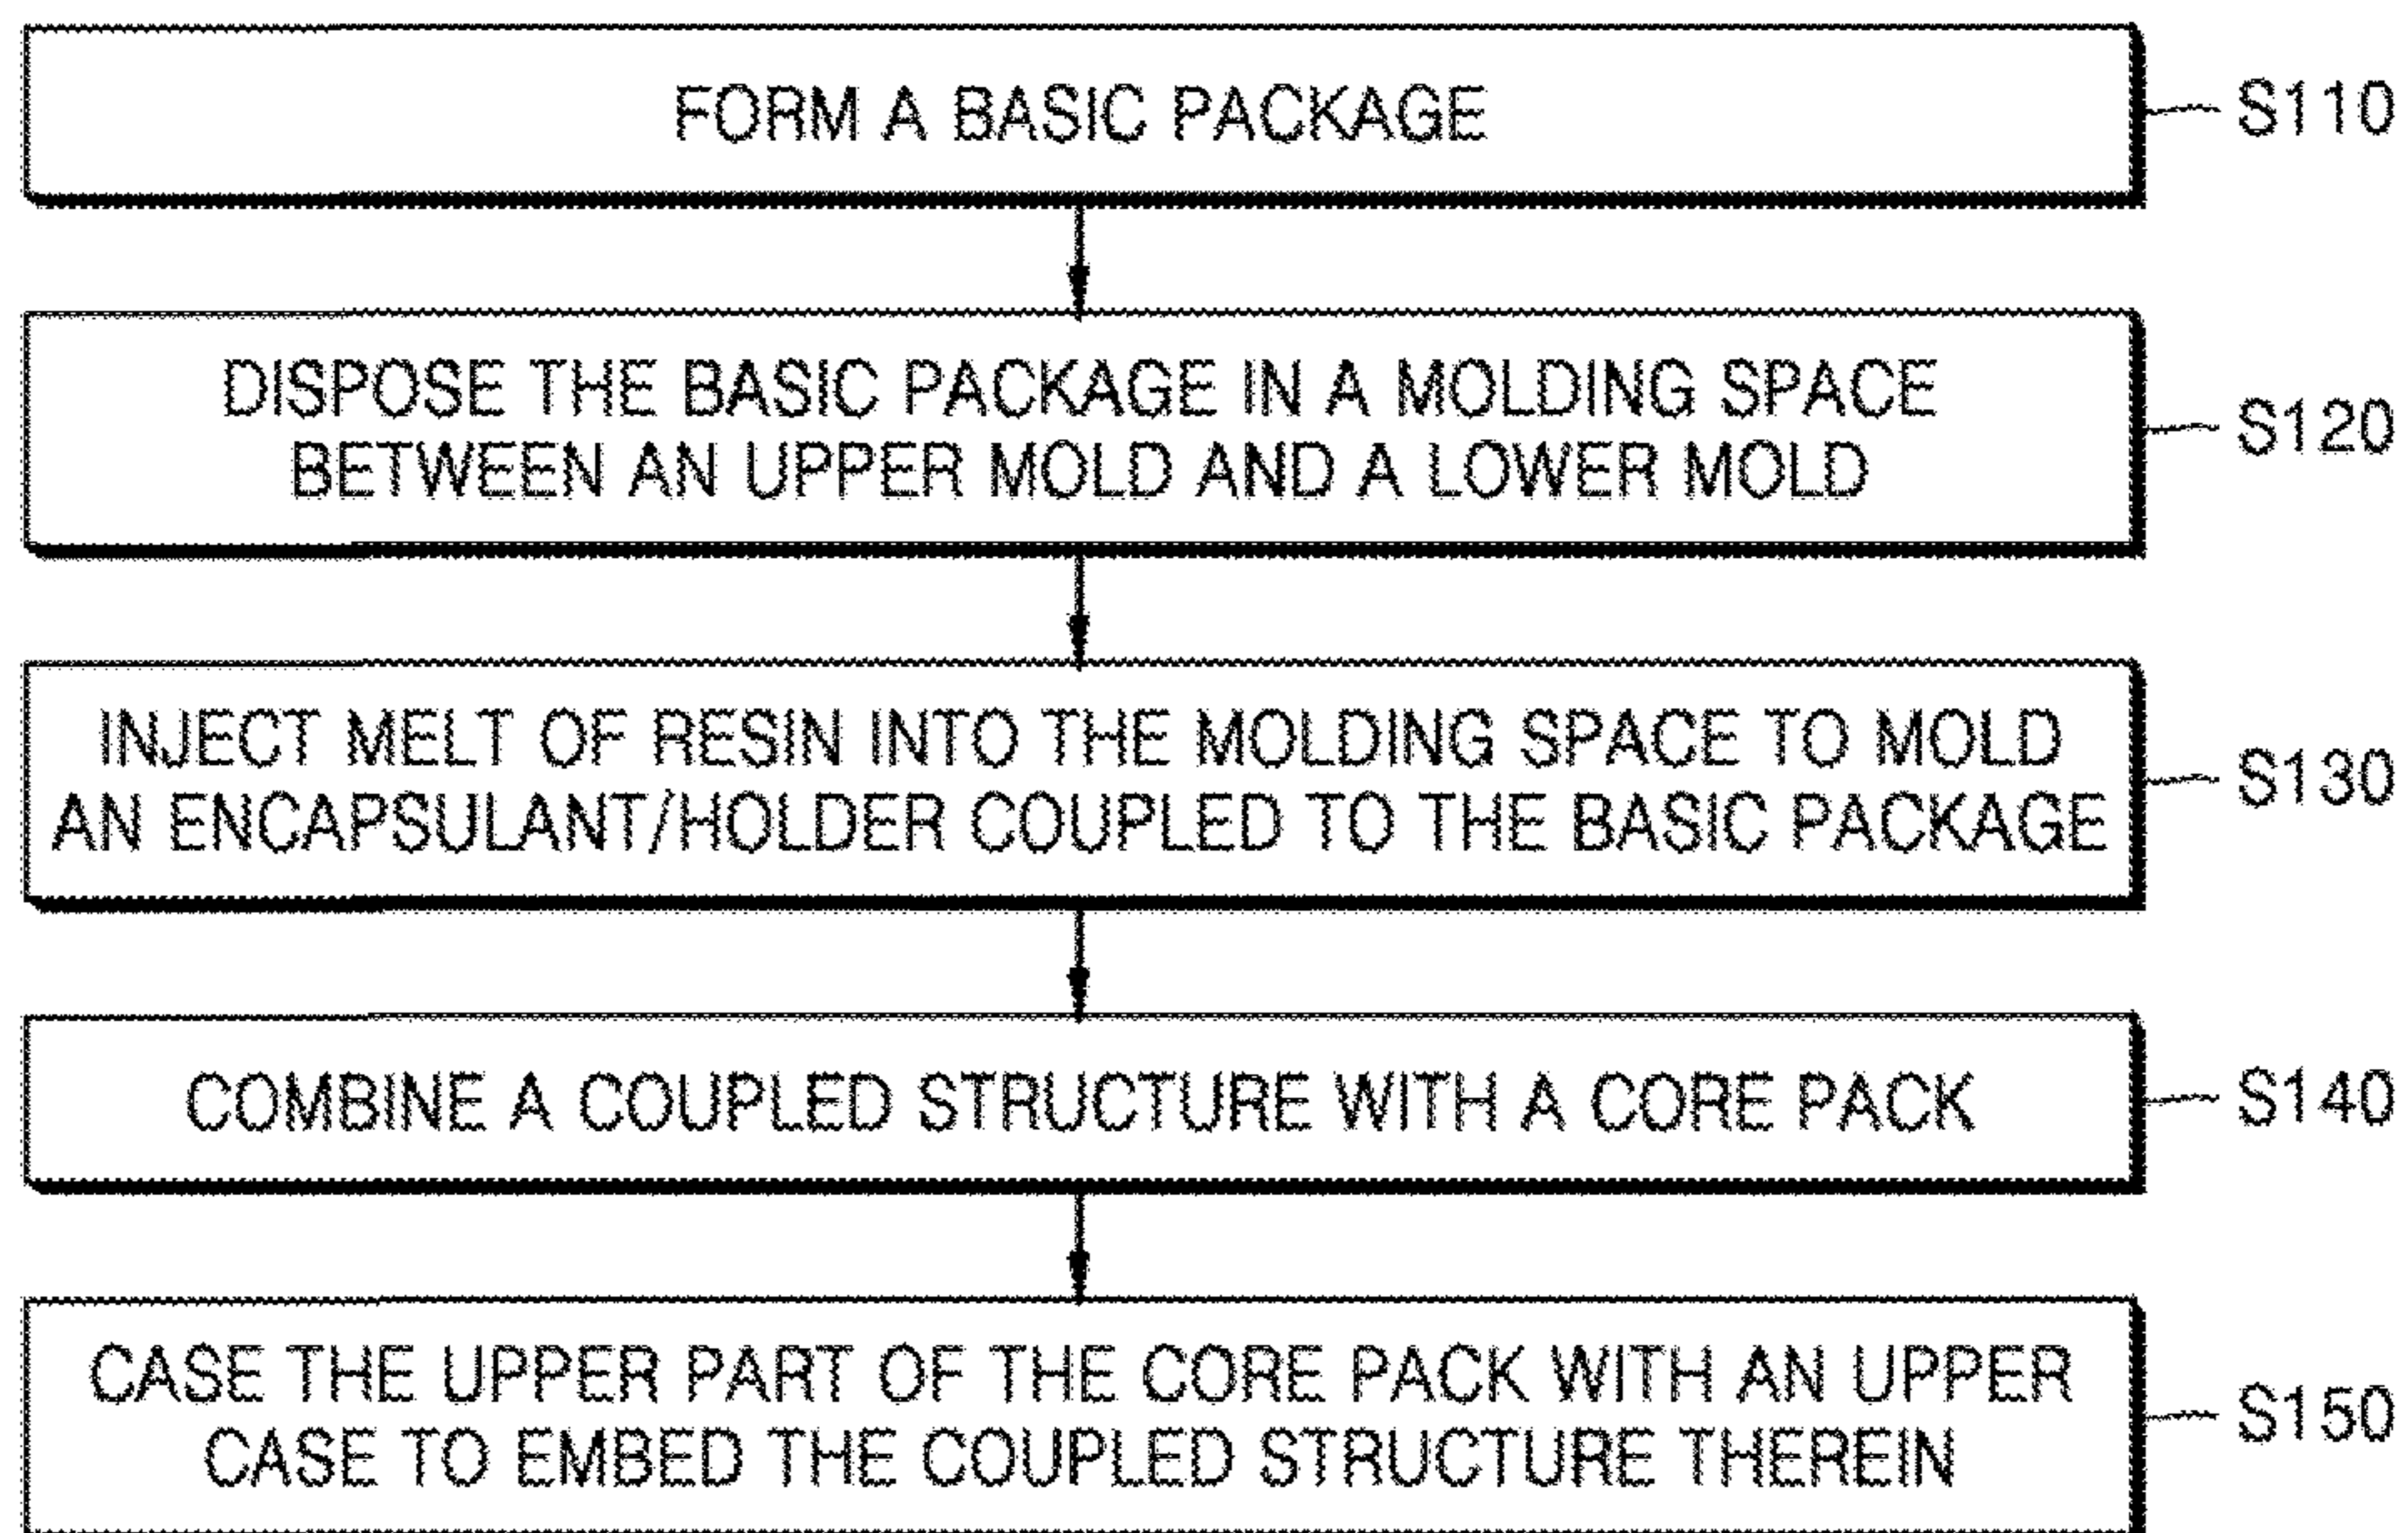 FORM A BASIC PACKAGE
S110
DISPOSE THE BASIC PACKAGE IN A MOLDING SPACE
BETWEEN AN UPPER MOLD AND A LOWER MOLD
S120
INJECT MELT OF RESIN INTO THE MOLDING SPACE TO MOLD
AN ENCAPSULANT/HOLDER COUPLED TO THE BASIC PACKAGE
S130
COMBINE A COUPLED STRUCTURE WITH A CORE PACK
S140
CASE THE UPPER PART OF THE CORE PACK WITH AN UPPER
CASE TO EMBED THE COUPLED STRUCTURE THEREIN
S150